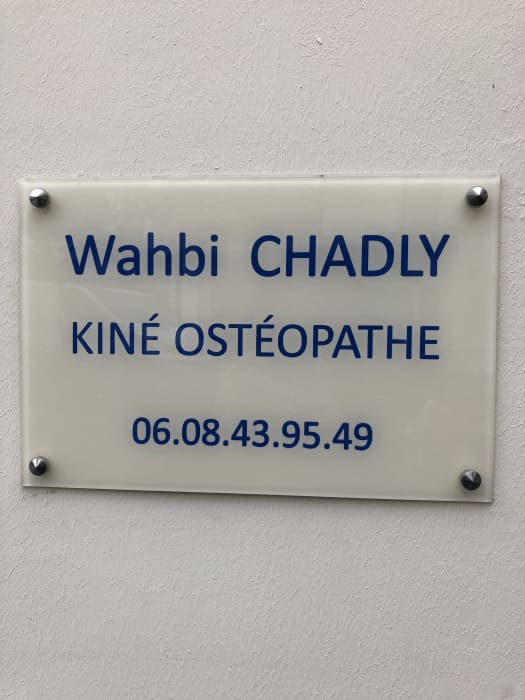 Wahbi CHADLY
KINÉ OSTÉOPATHE
06.08.43.95.49